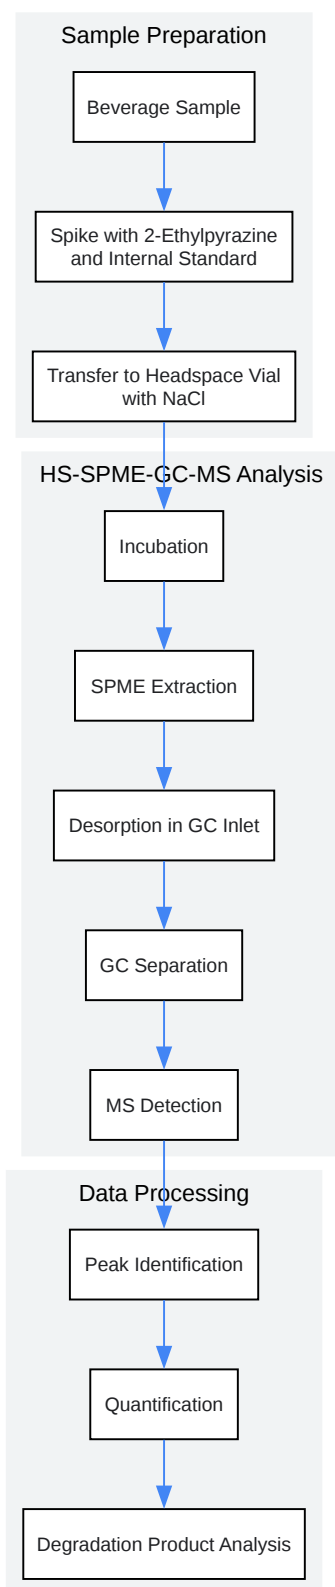 Sample Preparation
Beverage Sample
Spike with 2-Ethylpyrazine
and Internal Standard
Transfer to Headspace Vial
with NaCl
HS-SPME-GC-MS Analysis
Incubation
SPME Extraction
Desorption in GC Inlet
GC Separation
MS Detection
Data Processing
Peak Identification
Quantification
Degradation Product Analysis